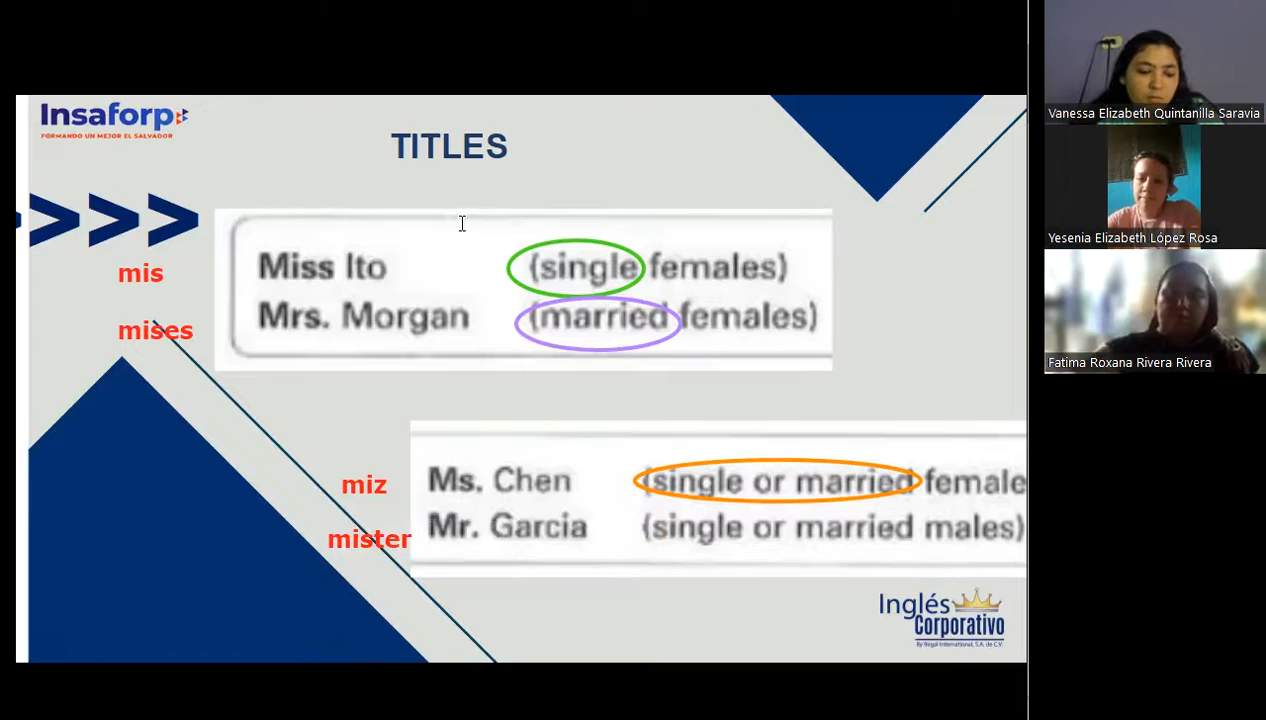 Insaforp
FORMANDO UN MEJOR EL SALVADOR
TITLES
mis
Miss Ito (single females)
mises
Mrs. Morgan (married females)
miz
Ms. Chen (single or married female
mister
Mr. Garcia (single or married males)
Inglés
Corporativo
By Regal International, S.A. de C.V.
Vanessa Elizabeth Quintanilla Saravia
Yesenia Elizabeth López Rosa
Fatima Roxana Rivera Rivera